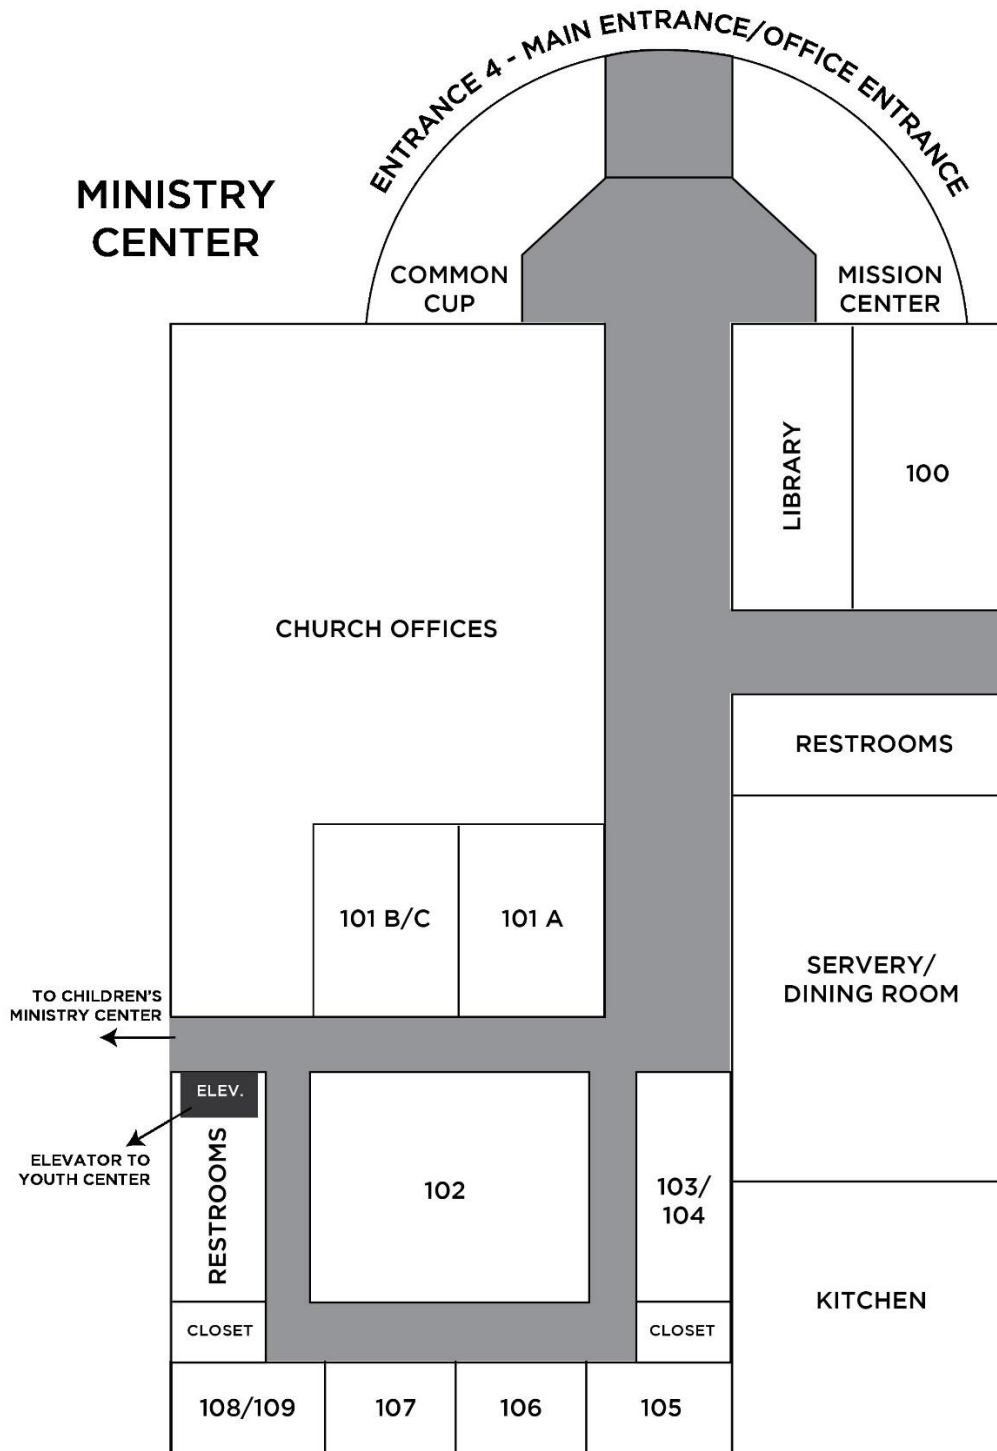 ENTRANCE 4 - MAIN ENTRANCE/OFFICE ENTRANCE
MINISTRY
CENTER
COMMON
CUP
MISSION
CENTER
LIBRARY
100
CHURCH OFFICES
RESTROOMS
101 B/C
101 A
SERVERY/
DINING ROOM
TO CHILDREN'S
MINISTRY CENTER
ELEV.
ELEVATOR TO
YOUTH CENTER
RESTROOMS
102
103/
104
KITCHEN
CLOSET
CLOSET
108/109
107
106
105